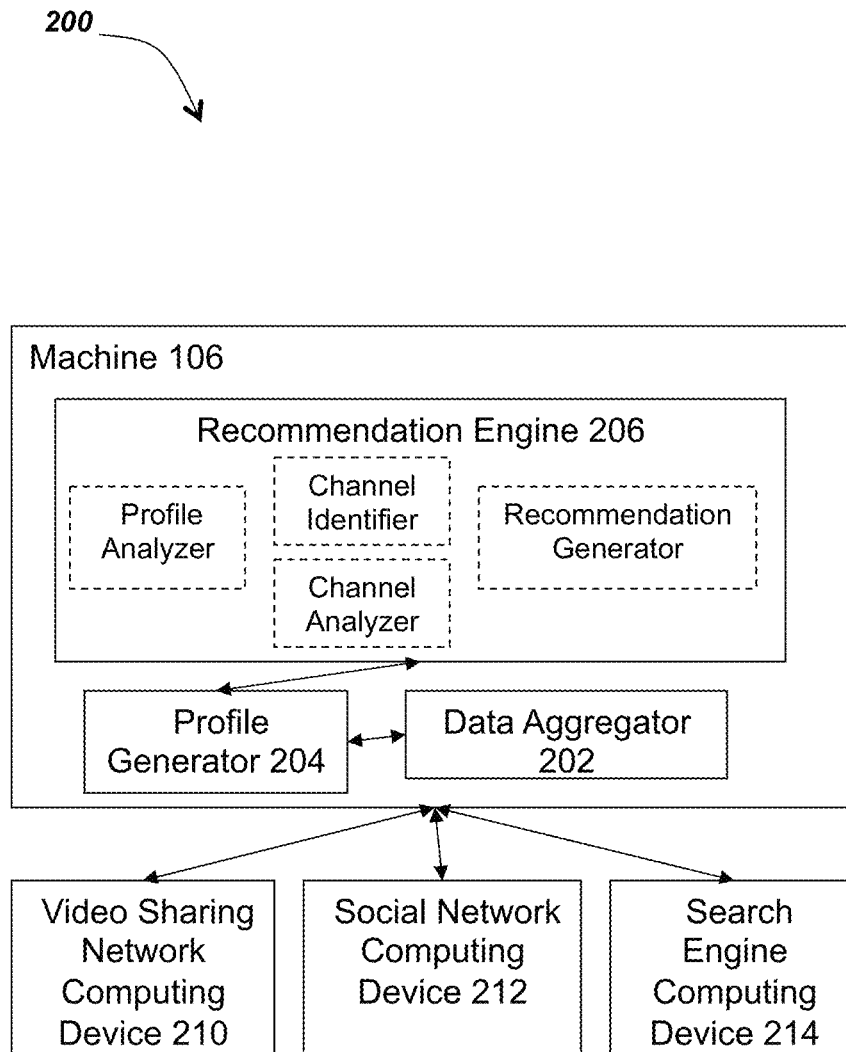 200
Machine 106
Recommendation Engine 206
Profile
Analyzer
Channel
Identifier
Channel
Analyzer
Recommendation
Generator
Profile
Generator 204
Data Aggregator
202
Video Sharing
Network
Computing
Device 210
Social Network
Computing
Device 212
Search
Engine
Computing
Device 214